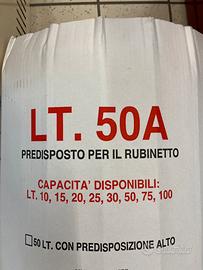 LT. 50A
PREDISPOSTO PER IL RUBINETTO
CAPACITA' DISPONIBILI:
LT. 10, 15, 20, 25, 30, 50, 75, 100
50 LT. CON PREDISPOSIZIONE ALTO
subito